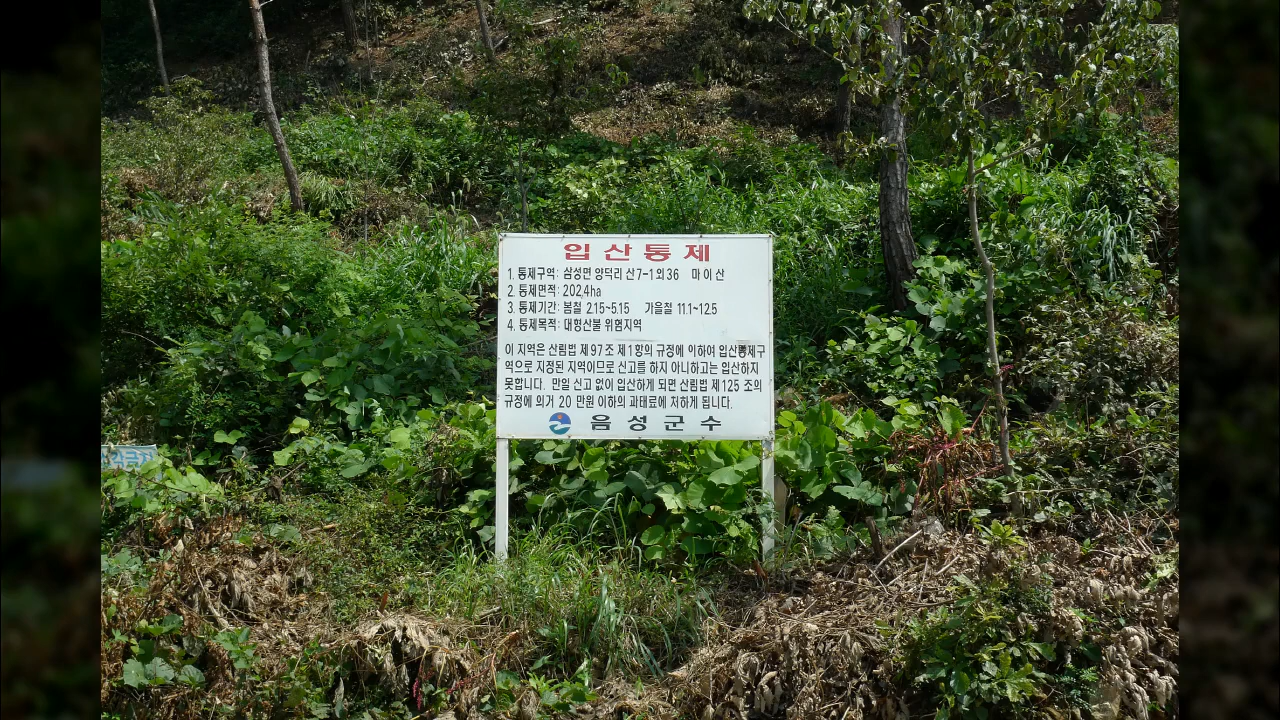 입산통제
1. 통제구역: 삼성면 양덕리 산7-1외36 마이산
2. 통제면적: 202.4ha
3. 통제기간: 봄철 2.15~5.15 가을철 11.1~12.5
4. 통제목적: 대형산불 위험지역
이 지역은 산림법 제97조 제1항의 규정에 의하여 입산통제구
역으로 지정된 지역이므로 신고를 하지 아니하고는 입산하지
못합니다. 만일 신고 없이 입산하게 되면 산림법 제125 조의
규정에 의거 20 만원 이하의 과태료에 처하게 됩니다.
음성군수